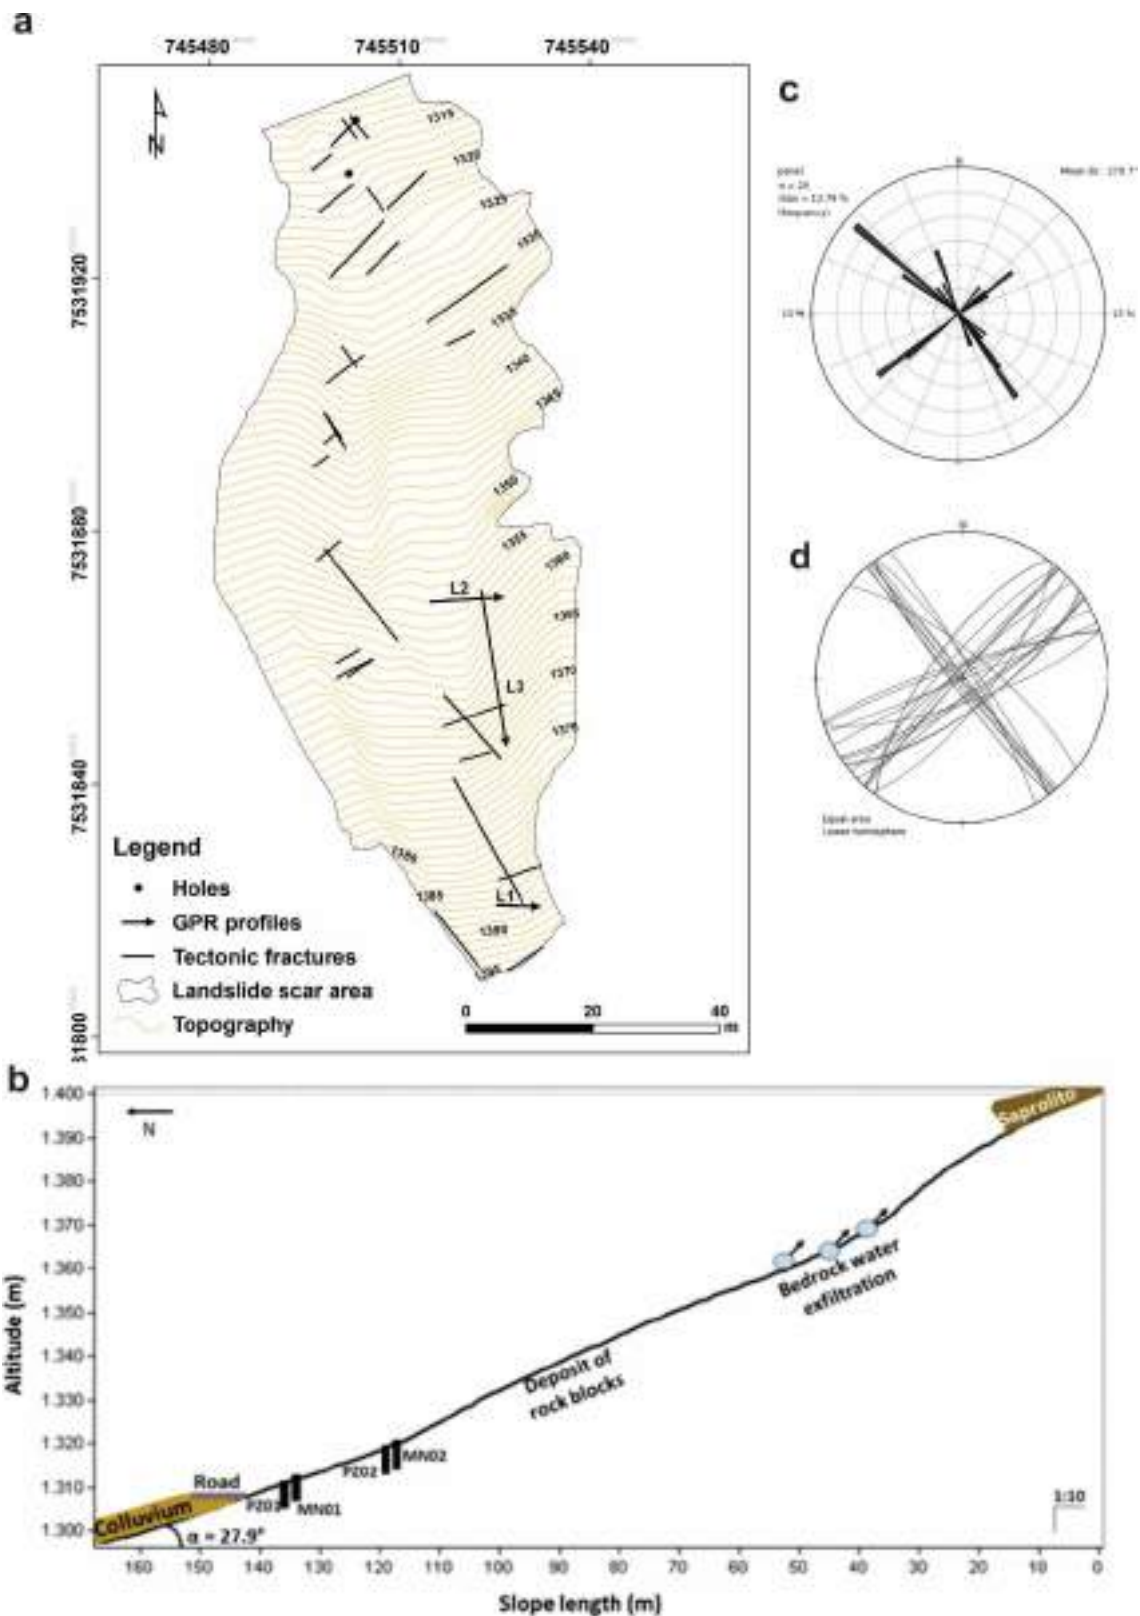 a
745480
745510
745540
N
1315
1320
1325
1330
1335
1340
1345
1350
1355
1360
L2
1365
1370
L3
1375
1385
1390
L1
7531920
7531880
7531840
Legend
Holes
GPR profiles
Tectonic fractures
Landslide scar area
Topography
0 20 40
m
c
(frequency)
d
Equal area
Lower hemisphere
b
1.400
1.390
1.380
1.370
1.360
1.350
1.340
1.330
1.320
1.310
1.300
Altitude (m)
N
Saprolito
Bedrock water
exfiltration
Deposit of
rock blocks
MN02
PZ02
Road
PZ01
MN01
Colluvium
α = 27.9°
1:10
160 150 140 130 120 110 100 90 80 70 60 50 40 30 20 10 0
Slope length (m)